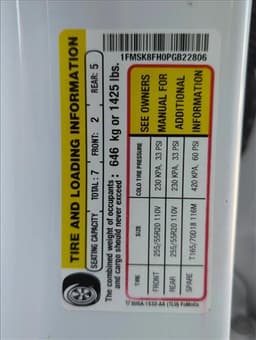 1FMSK8FH0PGB22806
TIRE AND LOADING INFORMATION
SEATING CAPACITY TOTAL: 7 FRONT: 2 REAR: 5
The combined weight of occupants and cargo should never exceed : 646 kg or 1425 lbs.
TIRE SIZE COLD TIRE PRESSURE
FRONT 255/55R20 110V 230 KPA, 33 PSI
REAR 255/55R20 110V 230 KPA, 33 PSI
SPARE T165/70D18 116M 420 KPA, 60 PSI
SEE OWNERS
MANUAL FOR
ADDITIONAL
INFORMATION